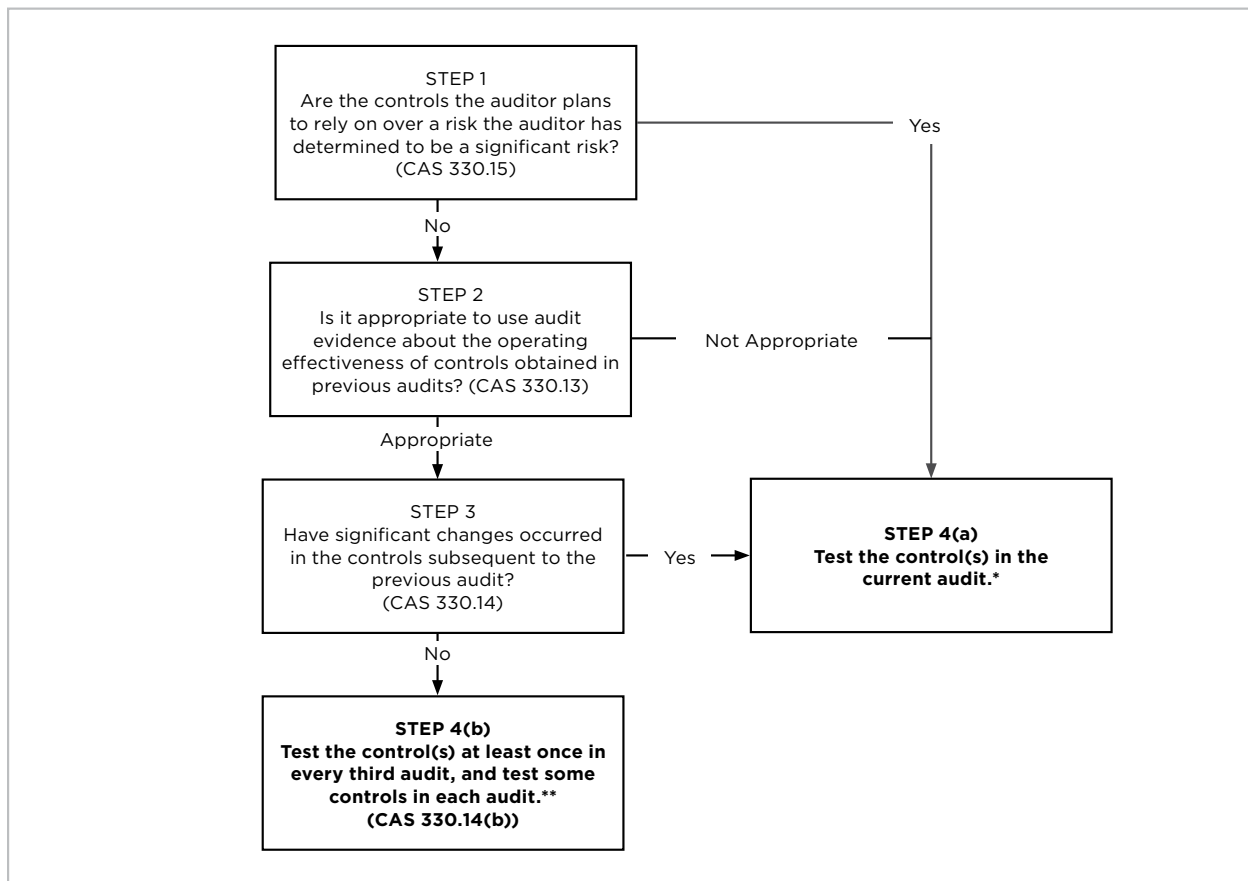 STEP 1
Are the controls the auditor plans
to rely on over a risk the auditor has
determined to be a significant risk?
(CAS 330.15)
Yes
No
STEP 2
Is it appropriate to use audit
evidence about the operating
effectiveness of controls obtained in
previous audits? (CAS 330.13)
Not Appropriate
Appropriate
STEP 3
Have significant changes occurred
in the controls subsequent to the
previous audit?
(CAS 330.14)
Yes
STEP 4(a)
Test the control(s) in the
current audit.*
No
STEP 4(b)
Test the control(s) at least once in
every third audit, and test some
controls in each audit.**
(CAS 330.14(b))